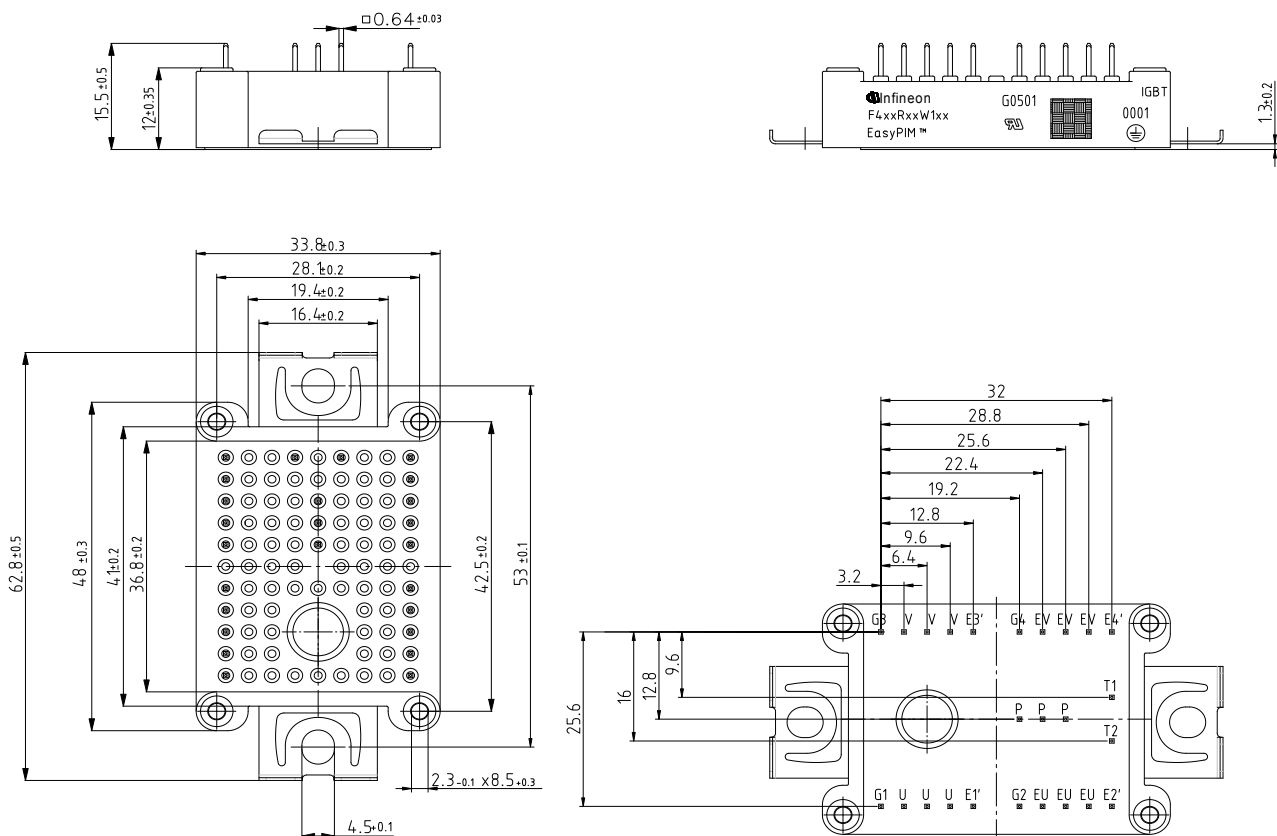 □0.64±0.03
15.5±0.5
12±0.35
Infineon
F4xxRxxW1xx
EasyPIM™
G0501
IGBT
0001
1.3±0.2
33.8±0.3
28.1±0.2
19.4±0.2
16.4±0.2
62.8±0.5
48±0.3
41±0.2
36.8±0.2
42.5±0.2
53±0.1
2.3-0.1 x8.5+0.3
4.5+0.1
32
28.8
25.6
22.4
19.2
12.8
9.6
6.4
3.2
G3 V V V E3' G4 EV EV EV E4'
25.6
16
12.8
9.6
T1
P P P
T2
G1 U U U E1' G2 EU EU EU E2'